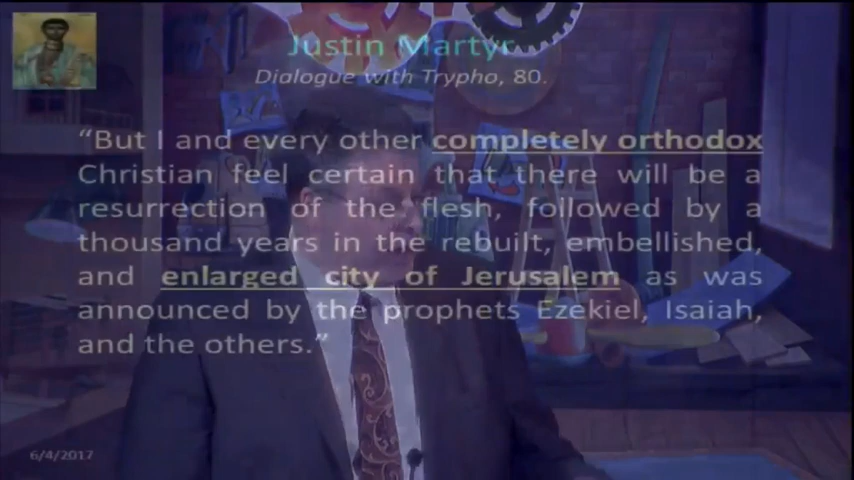 Justin Martyr
Dialogue with Trypho, 80.
“But I and every other completely orthodox
Christian feel certain that there will be a
resurrection of the flesh, followed by a
thousand years in the rebuilt, embellished,
and enlarged city of Jerusalem as was
announced by the prophets Ezekiel, Isaiah,
and the others.”
6/4/2017